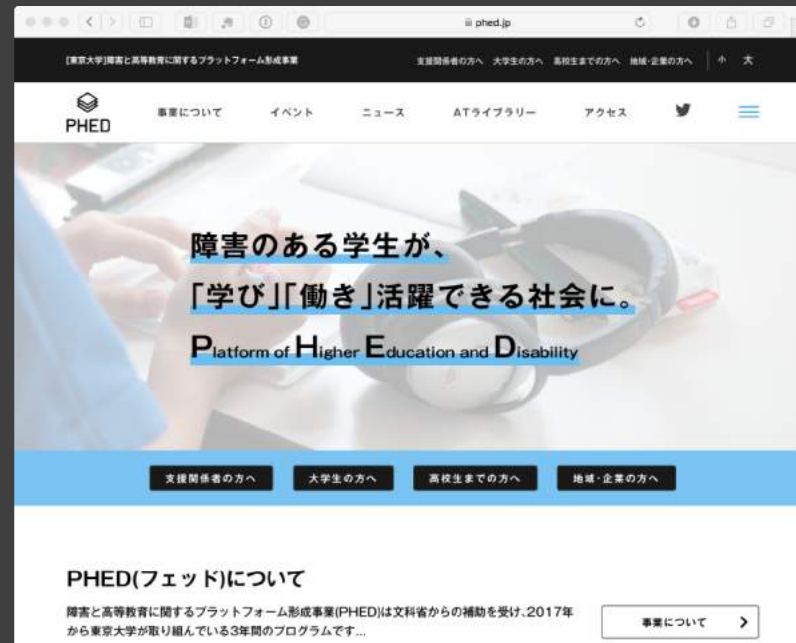 phed.jp
[東京大学]障害と高等教育に関するプラットフォーム形成事業
支援関係者の方へ 大学生の方へ 高校生までの方へ 地域・企業の方へ 小 大
PHED
事業について イベント ニュース ATライブラリー アクセス
障害のある学生が、
「学び」「働き」活躍できる社会に。
Platform of Higher Education and Disability
支援関係者の方へ 大学生の方へ 高校生までの方へ 地域・企業の方へ
PHED(フェッド)について
障害と高等教育に関するプラットフォーム形成事業(PHED)は文科省からの補助を受け、2017年
から東京大学が取り組んでいる3年間のプログラムです...
事業について